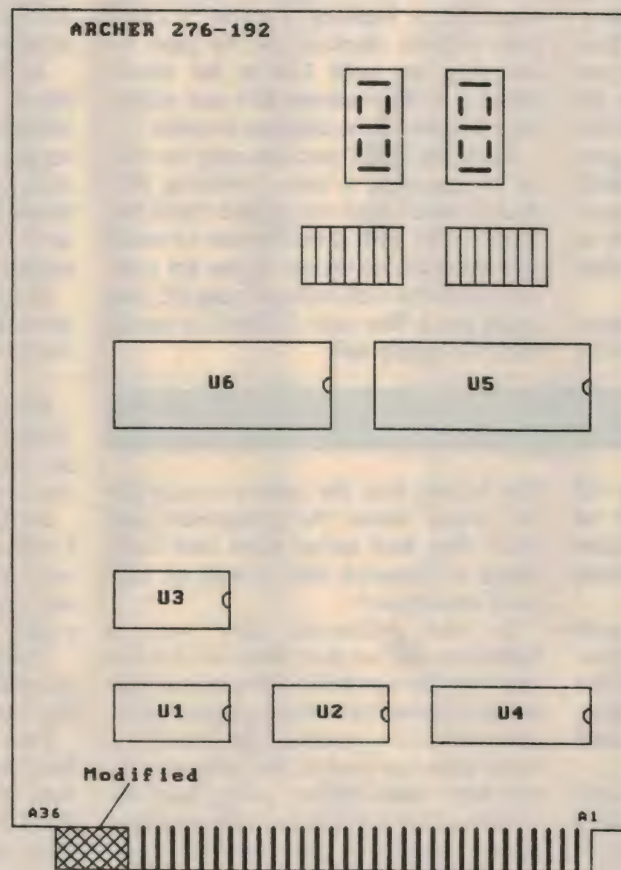 ARCHER 276-192
U6 U5
U3
U1 U2 U4
Modified
A36 A1